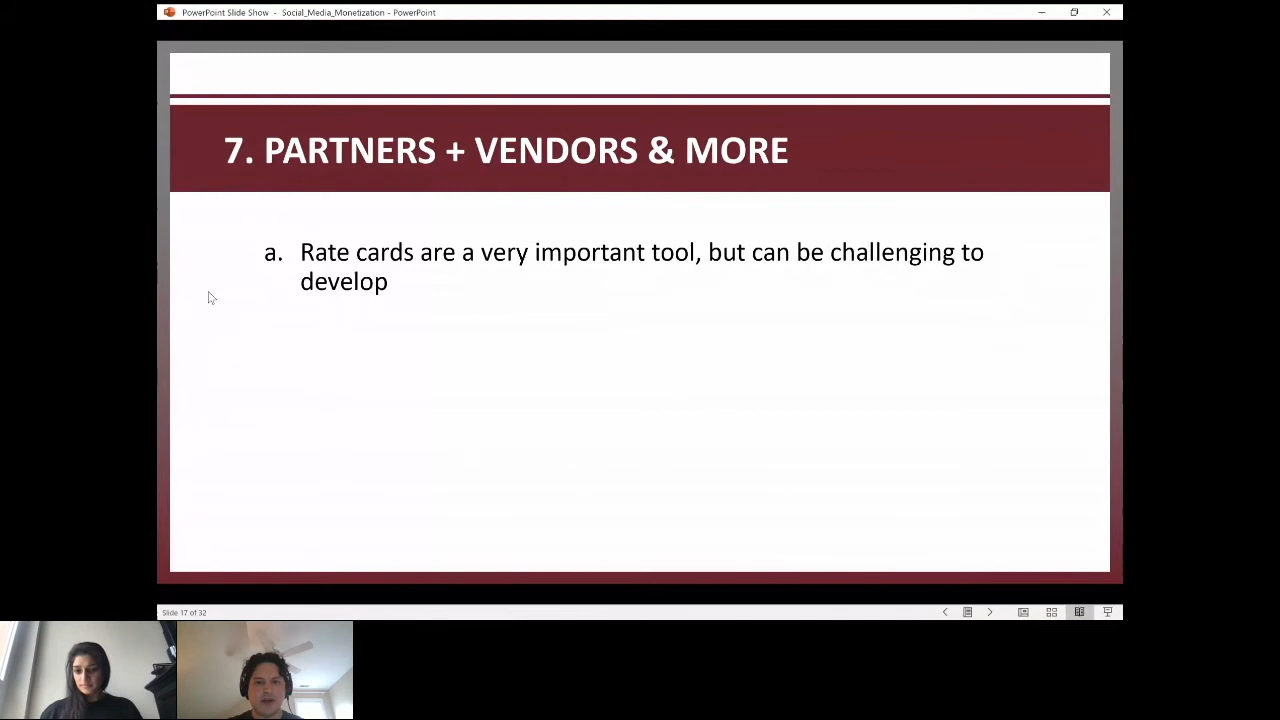 PowerPoint Slide Show - Social_Media_Monetization - PowerPoint
7. PARTNERS + VENDORS & MORE
a. Rate cards are a very important tool, but can be challenging to
develop
Slide 17 of 32